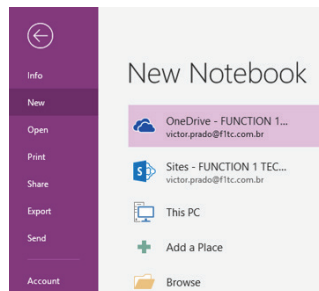 Info
New
Open
Print
Share
Export
Send
Account
New Notebook
OneDrive - FUNCTION 1...
victor.prado@f1tc.com.br
Sites - FUNCTION 1 TEC...
victor.prado@f1tc.com.br
This PC
Add a Place
Browse